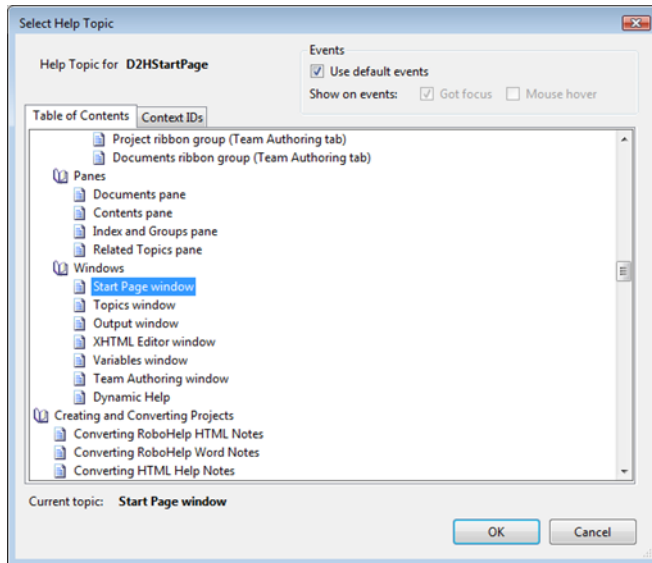 Select Help Topic
Help Topic for D2HStartPage
Events
Use default events
Show on events: Got focus Mouse hover
Table of Contents Context IDs
Project ribbon group (Team Authoring tab)
Documents ribbon group (Team Authoring tab)
Panes
Documents pane
Contents pane
Index and Groups pane
Related Topics pane
Windows
Start Page window
Topics window
Output window
XHTML Editor window
Variables window
Team Authoring window
Dynamic Help
Creating and Converting Projects
Converting RoboHelp HTML Notes
Converting RoboHelp Word Notes
Converting HTML Help Notes
Current topic: Start Page window
OK Cancel